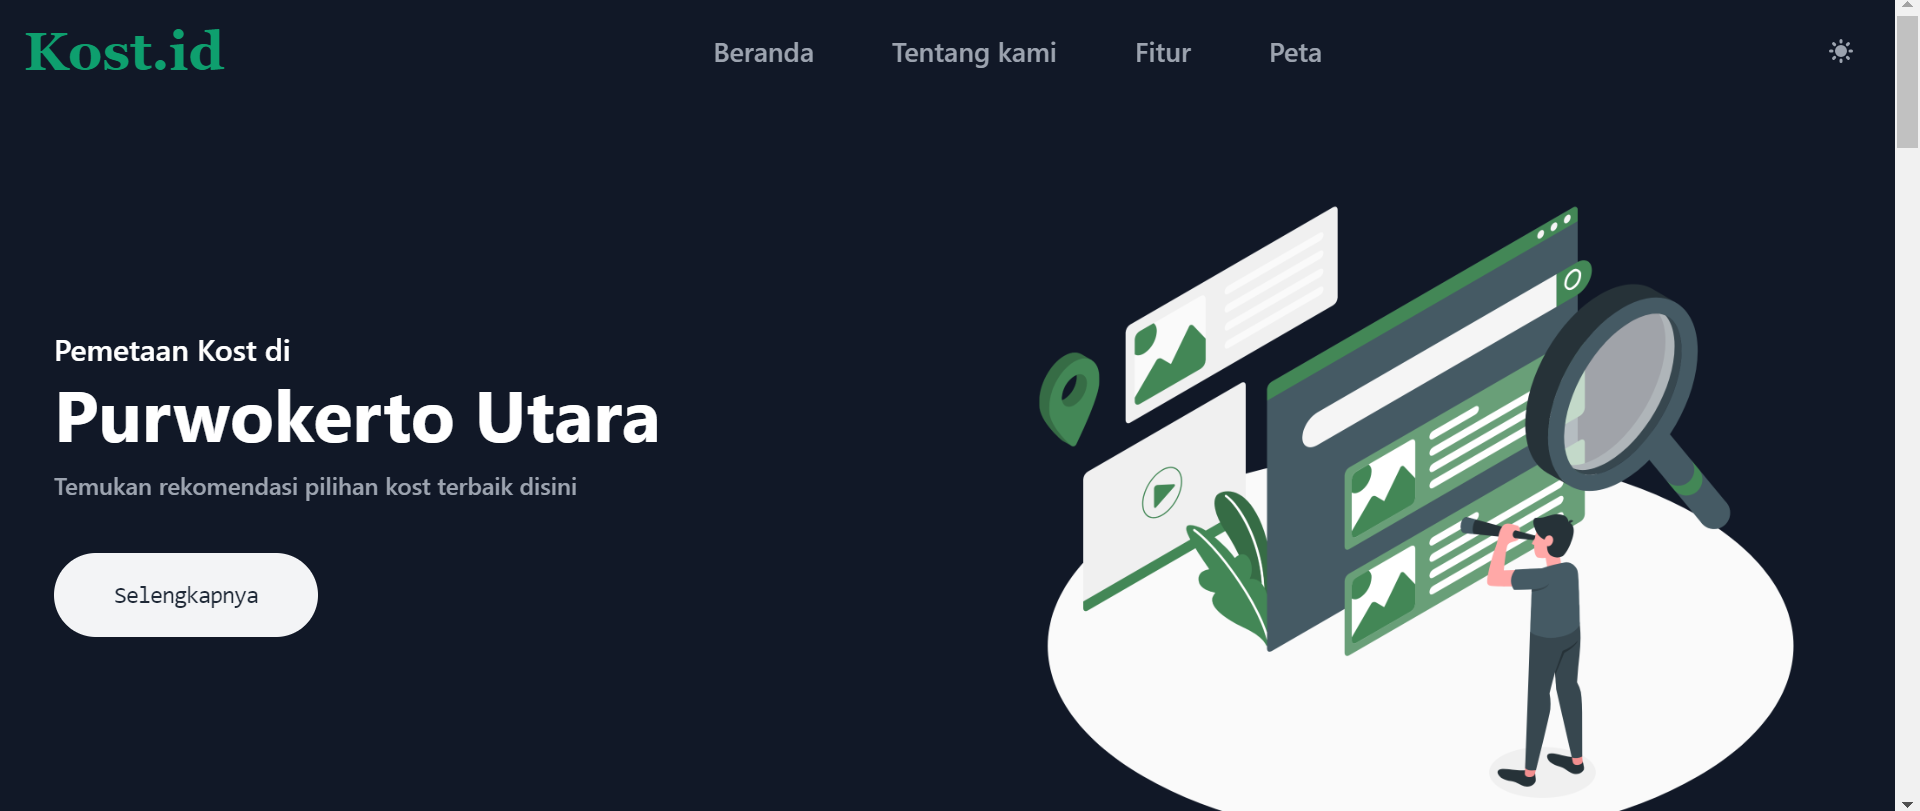 Kost.id
Beranda Tentang kami Fitur Peta
Pemetaan Kost di
Purwokerto Utara
Temukan rekomendasi pilihan kost terbaik disini
Selengkapnya